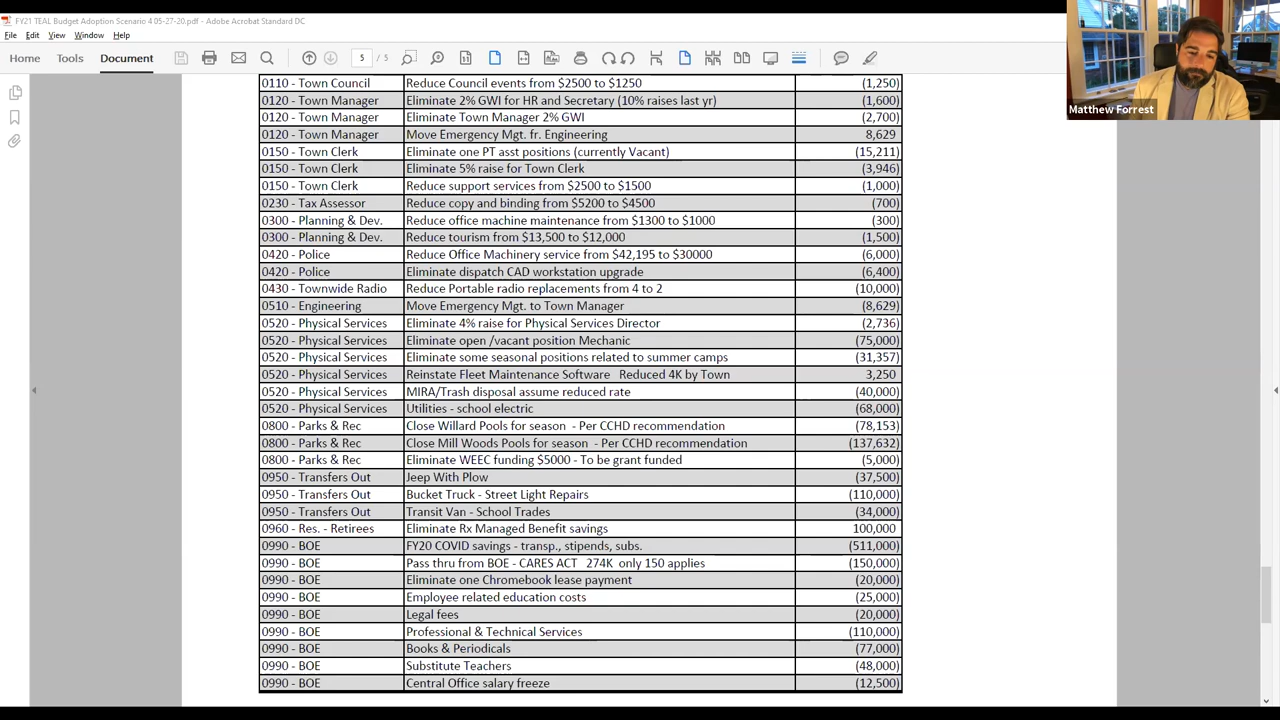 FY21 TEAL Budget Adoption Scenario 4 05-27-20.pdf - Adobe Acrobat Standard DC
File Edit View Window Help
Home Tools Document 5 / 5
Matthew Forrest
0110 - Town Council Reduce Council events from $2500 to $1250 (1,250)
0120 - Town Manager Eliminate 2% GWI for HR and Secretary (10% raises last yr) (1,600)
0120 - Town Manager Eliminate Town Manager 2% GWI (2,700)
0120 - Town Manager Move Emergency Mgt. fr. Engineering 8,629
0150 - Town Clerk Eliminate one PT asst positions (currently Vacant) (15,211)
0150 - Town Clerk Eliminate 5% raise for Town Clerk (3,946)
0150 - Town Clerk Reduce support services from $2500 to $1500 (1,000)
0230 - Tax Assessor Reduce copy and binding from $5200 to $4500 (700)
0300 - Planning & Dev. Reduce office machine maintenance from $1300 to $1000 (300)
0300 - Planning & Dev. Reduce tourism from $13,500 to $12,000 (1,500)
0420 - Police Reduce Office Machinery service from $42,195 to $30000 (6,000)
0420 - Police Eliminate dispatch CAD workstation upgrade (6,400)
0430 - Townwide Radio Reduce Portable radio replacements from 4 to 2 (10,000)
0510 - Engineering Move Emergency Mgt. to Town Manager (8,629)
0520 - Physical Services Eliminate 4% raise for Physical Services Director (2,736)
0520 - Physical Services Eliminate open /vacant position Mechanic (75,000)
0520 - Physical Services Eliminate some seasonal positions related to summer camps (31,357)
0520 - Physical Services Reinstate Fleet Maintenance Software Reduced 4K by Town 3,250
0520 - Physical Services MIRA/Trash disposal assume reduced rate (40,000)
0520 - Physical Services Utilities - school electric (68,000)
0800 - Parks & Rec Close Willard Pools for season - Per CCHD recommendation (78,153)
0800 - Parks & Rec Close Mill Woods Pools for season - Per CCHD recommendation (137,632)
0800 - Parks & Rec Eliminate WEEC funding $5000 - To be grant funded (5,000)
0950 - Transfers Out Jeep With Plow (37,500)
0950 - Transfers Out Bucket Truck - Street Light Repairs (110,000)
0950 - Transfers Out Transit Van - School Trades (34,000)
0960 - Res. - Retirees Eliminate Rx Managed Benefit savings 100,000
0990 - BOE FY20 COVID savings - transp., stipends, subs. (511,000)
0990 - BOE Pass thru from BOE - CARES ACT 274K only 150 applies (150,000)
0990 - BOE Eliminate one Chromebook lease payment (20,000)
0990 - BOE Employee related education costs (25,000)
0990 - BOE Legal fees (20,000)
0990 - BOE Professional & Technical Services (110,000)
0990 - BOE Books & Periodicals (77,000)
0990 - BOE Substitute Teachers (48,000)
0990 - BOE Central Office salary freeze (12,500)